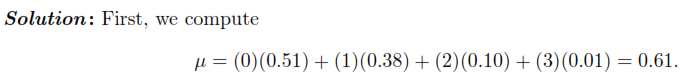 Solution: First, we compute
μ = (0)(0.51) + (1)(0.38) + (2)(0.10) + (3)(0.01) = 0.61.